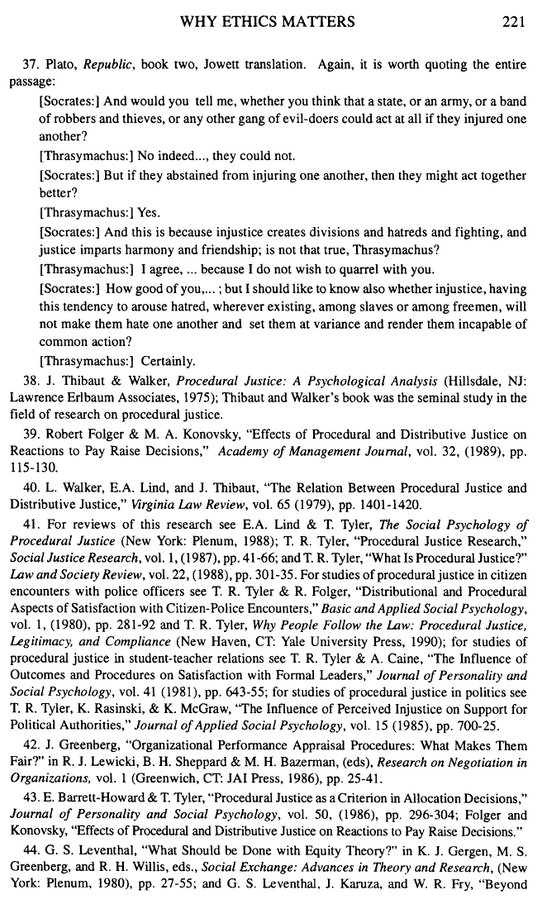 WHY ETHICS MATTERS 221
37. Plato, Republic, book two, Jowett translation. Again, it is worth quoting the entire
passage:
[Socrates:] And would you tell me, whether you think that a state, or an army, or a band
of robbers and thieves, or any other gang of evil-doers could act at all if they injured one
another?
[Thrasymachus:] No indeed..., they could not.
[Socrates:] But if they abstained from injuring one another, then they might act together
better?
[Thrasymachus:] Yes.
[Socrates:] And this is because injustice creates divisions and hatreds and fighting, and
justice imparts harmony and friendship; is not that true, Thrasymachus?
[Thrasymachus:] I agree, ... because I do not wish to quarrel with you.
[Socrates:] How good of you,... ; but I should like to know also whether injustice, having
this tendency to arouse hatred, wherever existing, among slaves or among freemen, will
not make them hate one another and set them at variance and render them incapable of
common action?
[Thrasymachus:] Certainly.
38. J. Thibaut & Walker, Procedural Justice: A Psychological Analysis (Hillsdale, NJ:
Lawrence Erlbaum Associates, 1975); Thibaut and Walker's book was the seminal study in the
field of research on procedural justice.
39. Robert Folger & M. A. Konovsky, “Effects of Procedural and Distributive Justice on
Reactions to Pay Raise Decisions,” Academy of Management Journal, vol. 32, (1989), pp.
115-130.
40. L. Walker, E.A. Lind, and J. Thibaut, “The Relation Between Procedural Justice and
Distributive Justice,” Virginia Law Review, vol. 65 (1979), pp. 1401-1420.
41. For reviews of this research see E.A. Lind & T. Tyler, The Social Psychology of
Procedural Justice (New York: Plenum, 1988); T. R. Tyler, “Procedural Justice Research,”
Social Justice Research, vol. 1, (1987), pp. 41-66; and T. R. Tyler, “What Is Procedural Justice?”
Law and Society Review, vol. 22, (1988), pp. 301-35. For studies of procedural justice in citizen
encounters with police officers see T. R. Tyler & R. Folger, “Distributional and Procedural
Aspects of Satisfaction with Citizen-Police Encounters,” Basic and Applied Social Psychology,
vol. 1, (1980), pp. 281-92 and T. R. Tyler, Why People Follow the Law: Procedural Justice,
Legitimacy, and Compliance (New Haven, CT: Yale University Press, 1990); for studies of
procedural justice in student-teacher relations see T. R. Tyler & A. Caine, “The Influence of
Outcomes and Procedures on Satisfaction with Formal Leaders,” Journal of Personality and
Social Psychology, vol. 41 (1981), pp. 643-55; for studies of procedural justice in politics see
T. R. Tyler, K. Rasinski, & K. McGraw, “The Influence of Perceived Injustice on Support for
Political Authorities,” Journal of Applied Social Psychology, vol. 15 (1985), pp. 700-25.
42. J. Greenberg, “Organizational Performance Appraisal Procedures: What Makes Them
Fair?” in R. J. Lewicki, B. H. Sheppard & M. H. Bazerman, (eds), Research on Negotiation in
Organizations, vol. 1 (Greenwich, CT: JAI Press, 1986), pp. 25-41.
43. E. Barrett-Howard & T. Tyler, “Procedural Justice as a Criterion in Allocation Decisions,”
Journal of Personality and Social Psychology, vol. 50, (1986), pp. 296-304; Folger and
Konovsky, “Effects of Procedural and Distributive Justice on Reactions to Pay Raise Decisions.”
44. G. S. Leventhal, “What Should be Done with Equity Theory?” in K. J. Gergen, M. S.
Greenberg, and R. H. Willis, eds., Social Exchange: Advances in Theory and Research, (New
York: Plenum, 1980), pp. 27-55; and G. S. Leventhal, J. Karuza, and W. R. Fry, “Beyond